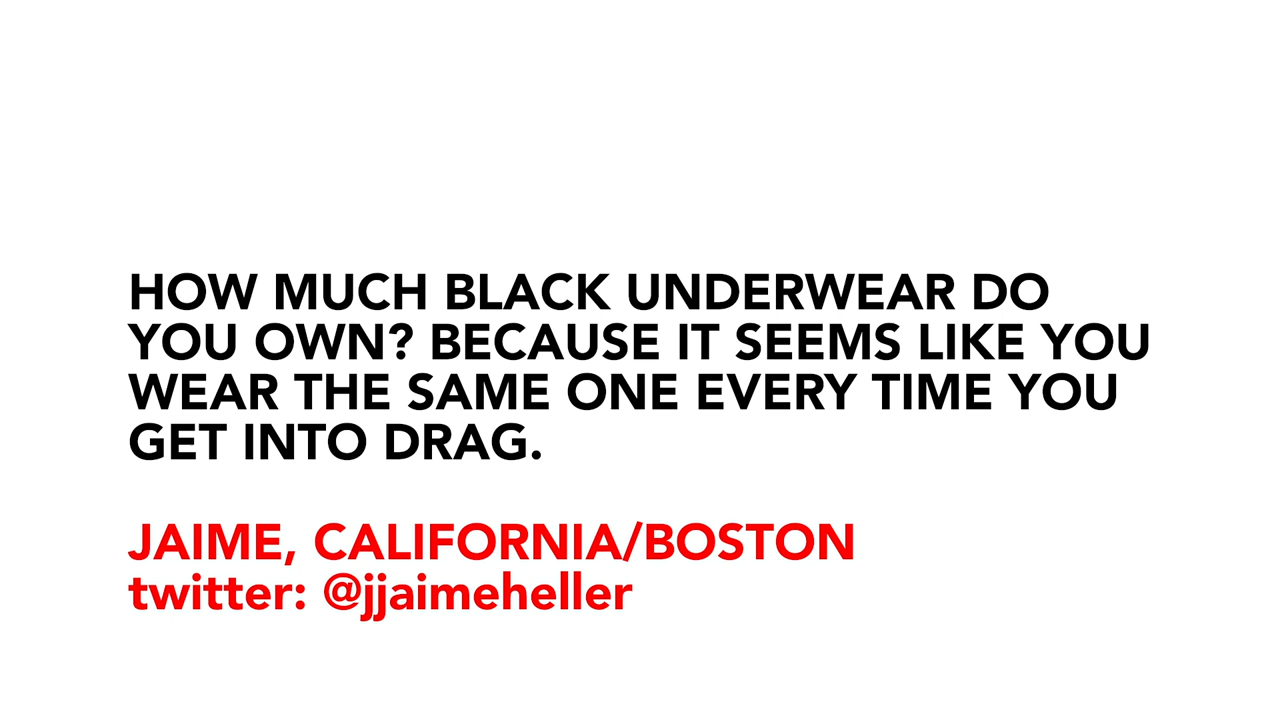 HOW MUCH BLACK UNDERWEAR DO
YOU OWN? BECAUSE IT SEEMS LIKE YOU
WEAR THE SAME ONE EVERY TIME YOU
GET INTO DRAG.
JAIME, CALIFORNIA/BOSTON
twitter: @jjaimeheller